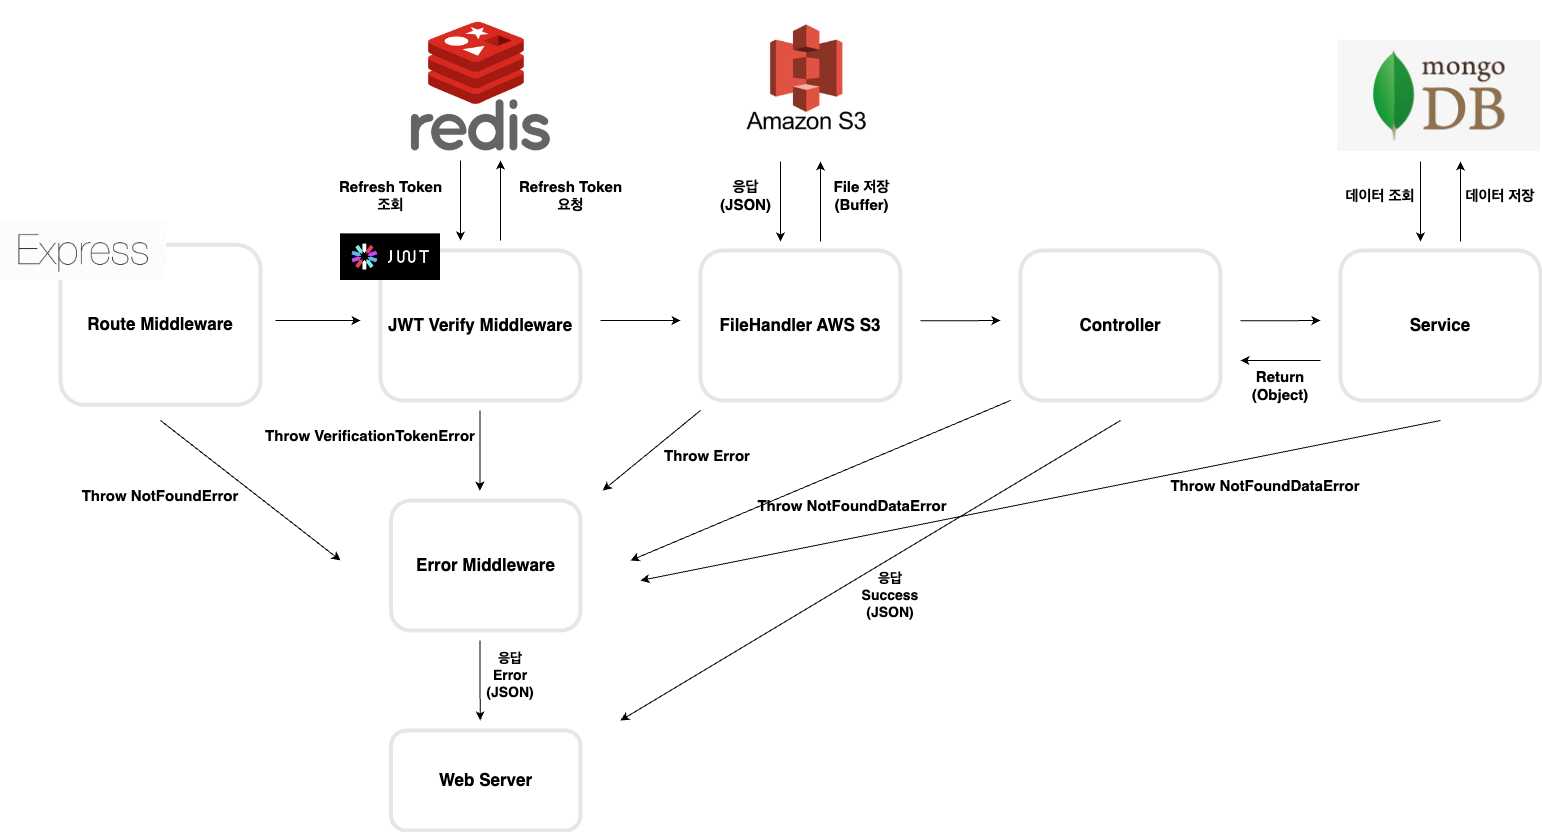 redis
Amazon S3
mongo
DB
Refresh Token
조회
Refresh Token
요청
응답
(JSON)
File 저장
(Buffer)
데이터 조회
데이터 저장
Express
JWT
Route Middleware
JWT Verify Middleware
FileHandler AWS S3
Controller
Service
Return
(Object)
Throw VerificationTokenError
Throw Error
Throw NotFoundError
Throw NotFoundDataError
Throw NotFoundDataError
Error Middleware
응답
Success
(JSON)
응답
Error
(JSON)
Web Server